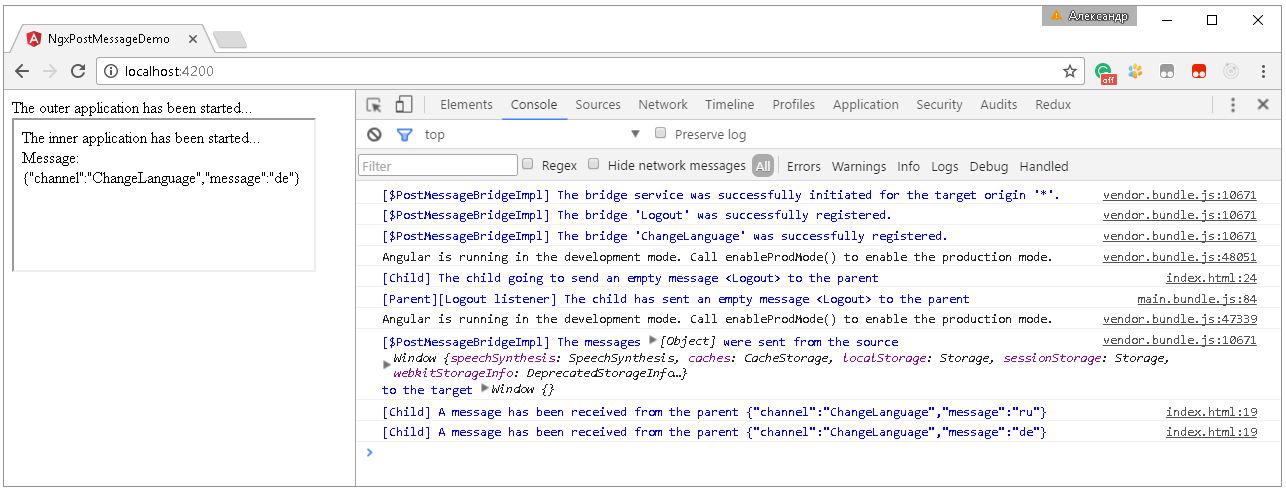 Александр
NgxPostMessageDemo
localhost:4200
off
The outer application has been started...
The inner application has been started...
Message:
{"channel":"ChangeLanguage","message":"de"}
Elements Console Sources Network Timeline Profiles Application Security Audits Redux
top Preserve log
Filter Regex Hide network messages All Errors Warnings Info Logs Debug Handled
[$PostMessageBridgeImpl] The bridge service was successfully initiated for the target origin '*'. vendor.bundle.js:10671
[$PostMessageBridgeImpl] The bridge 'Logout' was successfully registered. vendor.bundle.js:10671
[$PostMessageBridgeImpl] The bridge 'ChangeLanguage' was successfully registered. vendor.bundle.js:10671
Angular is running in the development mode. Call enableProdMode() to enable the production mode. vendor.bundle.js:48051
[Child] The child going to send an empty message <Logout> to the parent index.html:24
[Parent][Logout listener] The child has sent an empty message <Logout> to the parent main.bundle.js:84
Angular is running in the development mode. Call enableProdMode() to enable the production mode. vendor.bundle.js:47339
[$PostMessageBridgeImpl] The messages [Object] were sent from the source vendor.bundle.js:10671
Window {speechSynthesis: SpeechSynthesis, caches: CacheStorage, localStorage: Storage, sessionStorage: Storage,
webkitStorageInfo: DeprecatedStorageInfo…}
to the target Window {}
[Child] A message has been received from the parent {"channel":"ChangeLanguage","message":"ru"} index.html:19
[Child] A message has been received from the parent {"channel":"ChangeLanguage","message":"de"} index.html:19